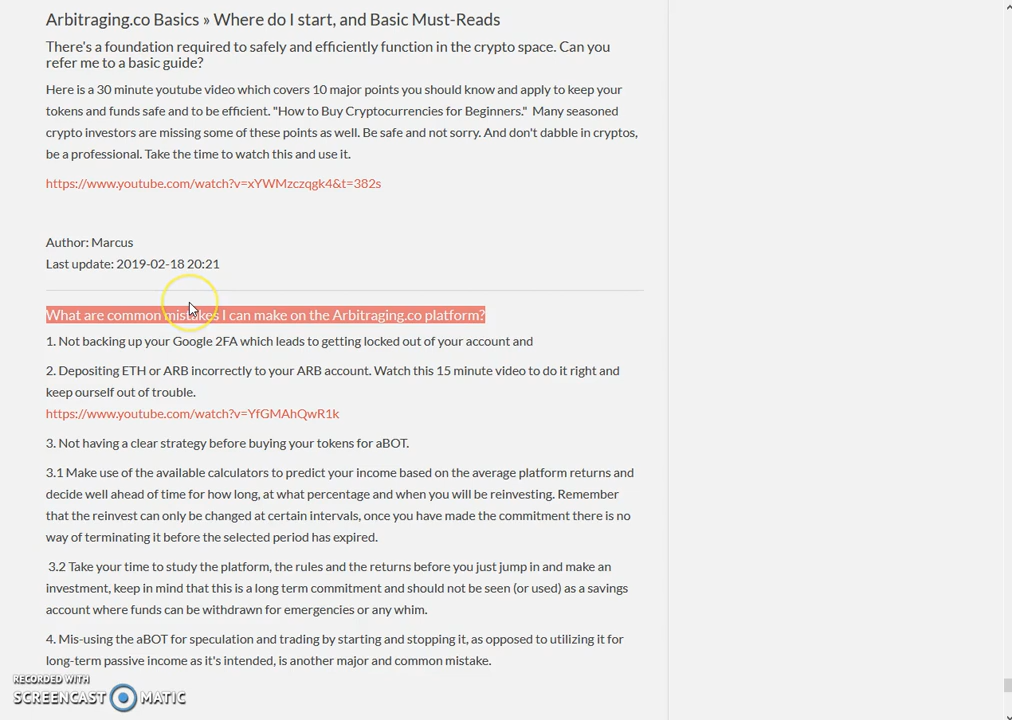 Arbitraging.co Basics » Where do I start, and Basic Must-Reads
There's a foundation required to safely and efficiently function in the crypto space. Can you
refer me to a basic guide?
Here is a 30 minute youtube video which covers 10 major points you should know and apply to keep your
tokens and funds safe and to be efficient. "How to Buy Cryptocurrencies for Beginners."  Many seasoned
crypto investors are missing some of these points as well. Be safe and not sorry. And don't dabble in cryptos,
be a professional. Take the time to watch this and use it.
https://www.youtube.com/watch?v=xYWMzczqgk4&t=382s
Author: Marcus
Last update: 2019-02-18 20:21
What are common mistakes I can make on the Arbitraging.co platform?
1. Not backing up your Google 2FA which leads to getting locked out of your account and
2. Depositing ETH or ARB incorrectly to your ARB account. Watch this 15 minute video to do it right and
keep ourself out of trouble.
https://www.youtube.com/watch?v=YfGMAhQwR1k
3. Not having a clear strategy before buying your tokens for aBOT.
3.1 Make use of the available calculators to predict your income based on the average platform returns and
decide well ahead of time for how long, at what percentage and when you will be reinvesting. Remember
that the reinvest can only be changed at certain intervals, once you have made the commitment there is no
way of terminating it before the selected period has expired.
3.2 Take your time to study the platform, the rules and the returns before you just jump in and make an
investment, keep in mind that this is a long term commitment and should not be seen (or used) as a savings
account where funds can be withdrawn for emergencies or any whim.
4. Mis-using the aBOT for speculation and trading by starting and stopping it, as opposed to utilizing it for
long-term passive income as it's intended, is another major and common mistake.
RECORDED WITH
SCREENCAST MATIC